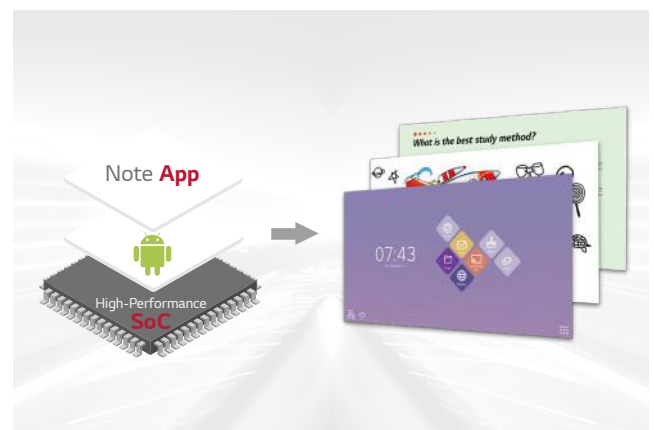 Note App
High-Performance
SoC
What is the best study method?
07:43